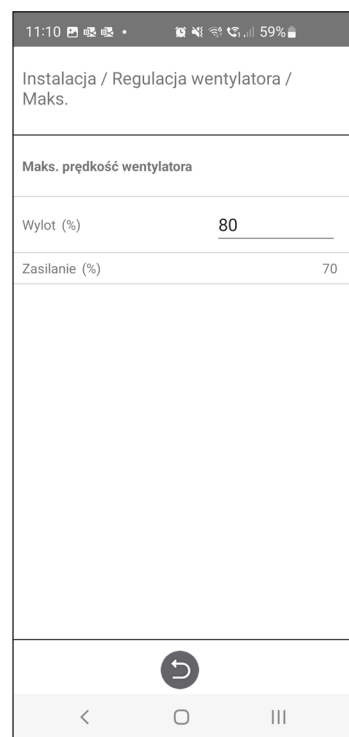 11:10 59%
Instalacja / Regulacja wentylatora /
Maks.
Maks. prędkość wentylatora
Wylot (%) 80
Zasilanie (%) 70